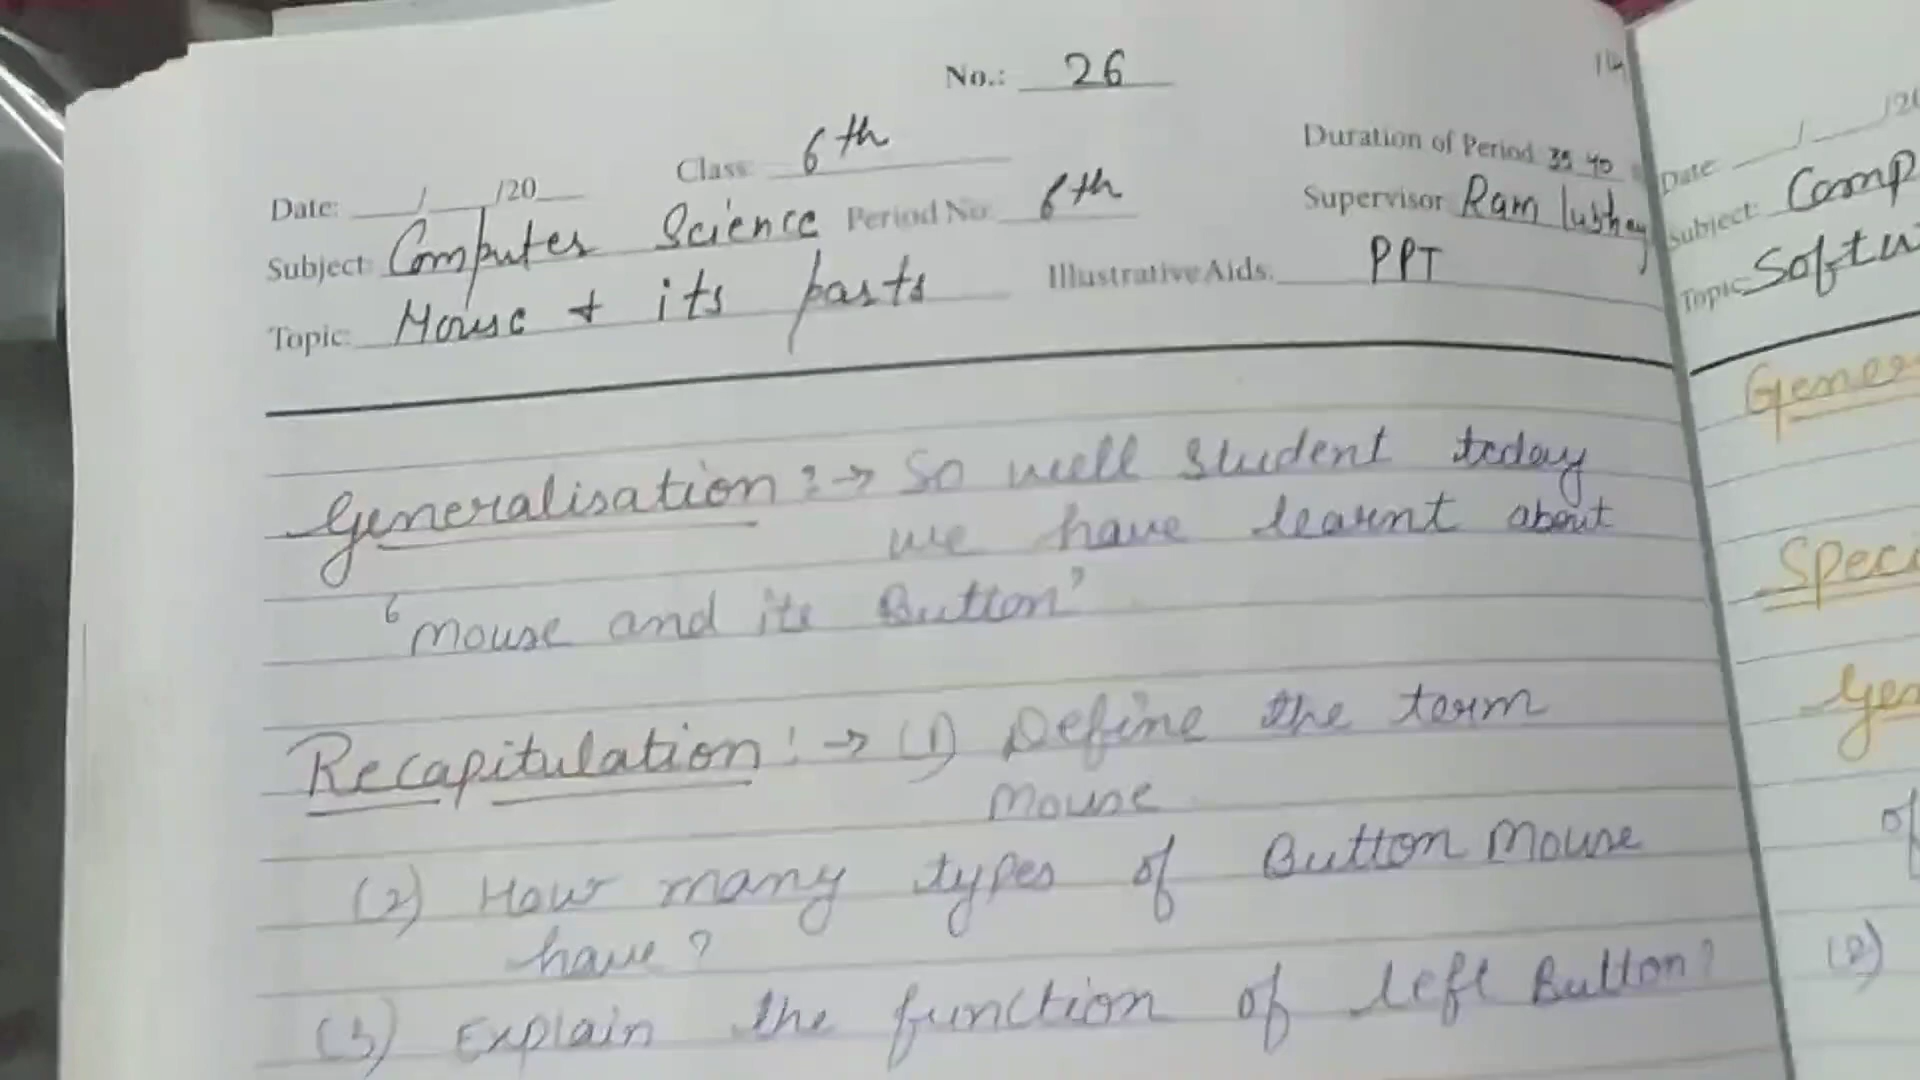 No.: 26
Date: / /20
Class: 6th
Duration of Period 35 40
Subject: Computer Science
Period No. 6th
Supervisor Ram
Topic: Mouse & its parts
Illustrative Aids: PPT
Generalisation :→ So well student today
we have learnt about
'mouse and its Button'
Recapitulation :→ (1) Define the term
mouse
(2) How many types of Button mouse
have?
(3) Explain the function of left Button?
Date: / /20
Subject: Comp
Topic: Softw
Gener
Speci
Gen
of
(2)